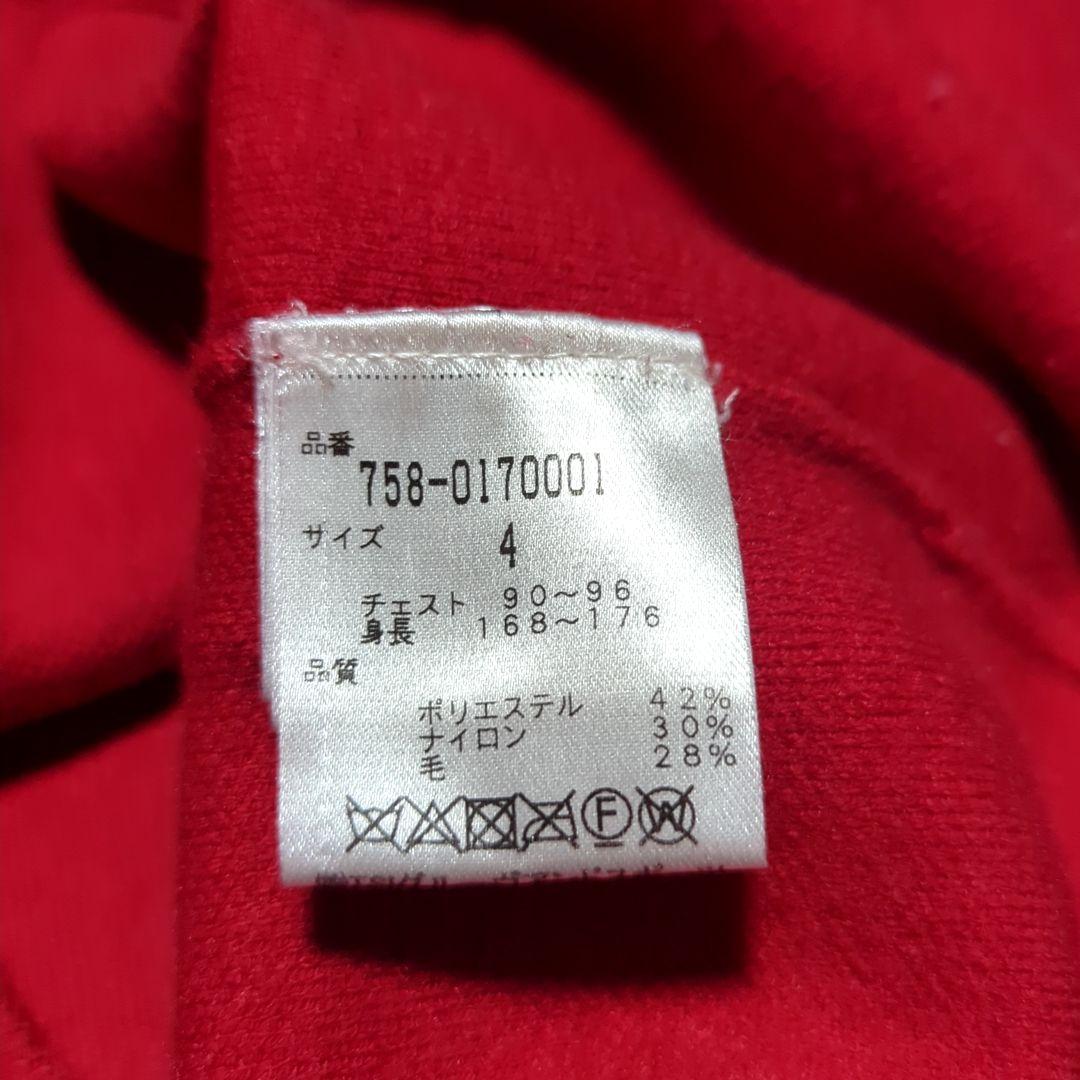 品番
758-0170001
サイズ 4
チェスト 90~96
身長 168~176
品質
ポリエステル 42%
ナイロン 30%
毛 28%
F W